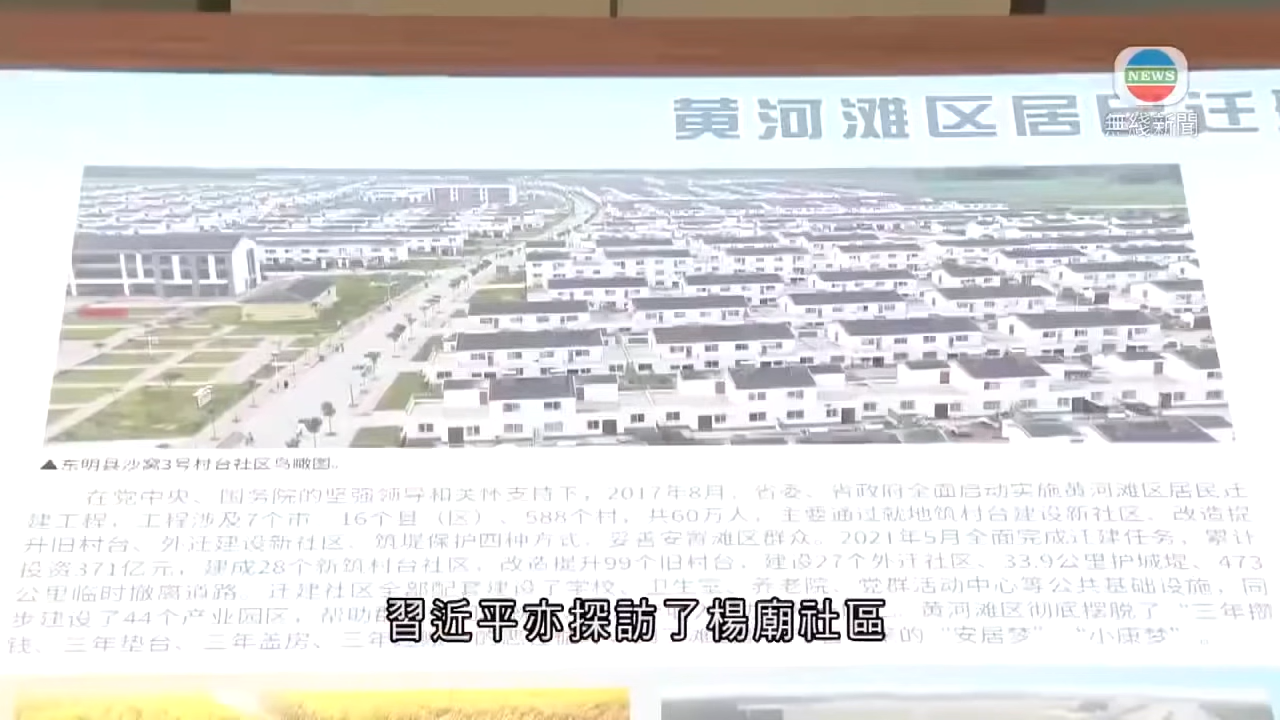 NEWS
無綫新聞
黄河滩区居民迁
▲东明县沙窝3号村台社区鸟瞰图。
在党中央、国务院的坚强领导和关怀支持下，2017年8月，省委、省政府全面启动实施黄河滩区居民迁
建工程，工程涉及7个市 16个县（区）、588个村，共60万人，主要通过就地筑村台建设新社区、改造提
升旧村台、外迁建设新社区、筑堤保护四种方式，妥善安置滩区群众。2021年5月全面完成迁建任务，累计
投资371亿元，建成28个新筑村台社区，改造提升99个旧村台，建设27个外迁社区、33.9公里护城堤、473
公里临时撤离道路。迁建社区全部配套建设了学校、卫生室、养老院、党群活动中心等公共基础设施，同
步建设了44个产业园区，帮助 黄河滩区彻底摆脱了“三年攒
钱、三年垫台、三年盖房、三年 的“安居梦”“小康梦”。
習近平亦探訪了楊廟社區